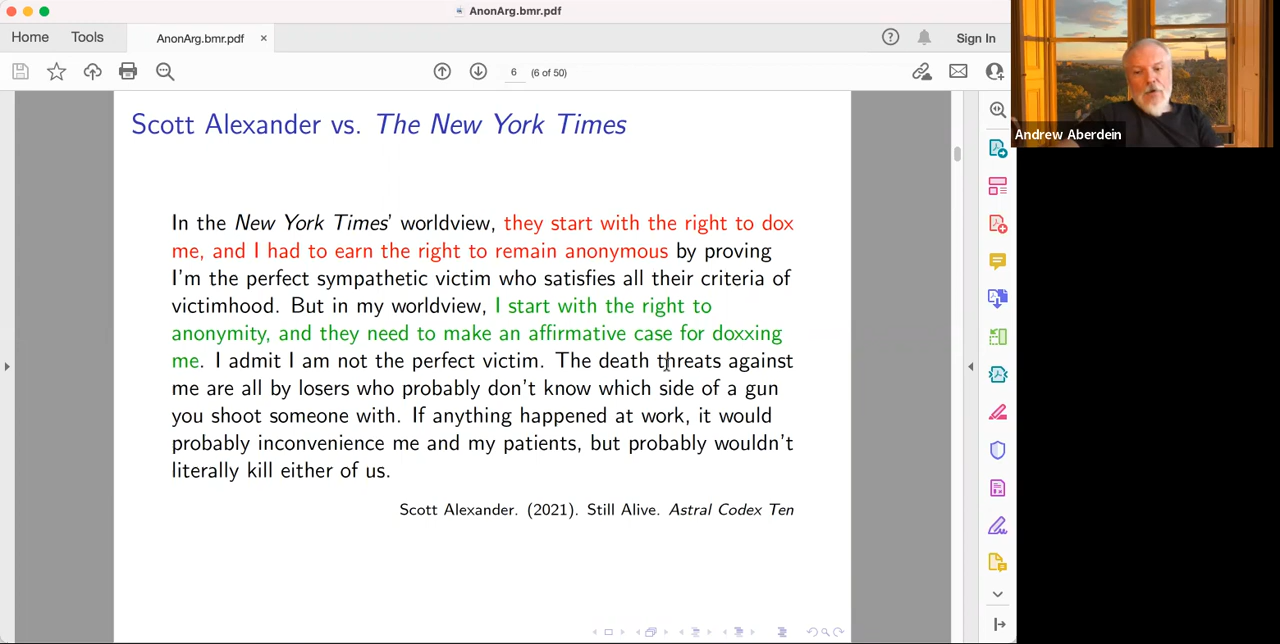 AnonArg.bmr.pdf
Home Tools AnonArg.bmr.pdf × ? Sign In
6 (6 of 50)
Andrew Aberdein
Scott Alexander vs. The New York Times
In the New York Times' worldview, they start with the right to dox
me, and I had to earn the right to remain anonymous by proving
I'm the perfect sympathetic victim who satisfies all their criteria of
victimhood. But in my worldview, I start with the right to
anonymity, and they need to make an affirmative case for doxxing
me. I admit I am not the perfect victim. The death threats against
me are all by losers who probably don't know which side of a gun
you shoot someone with. If anything happened at work, it would
probably inconvenience me and my patients, but probably wouldn't
literally kill either of us.
Scott Alexander. (2021). Still Alive. Astral Codex Ten